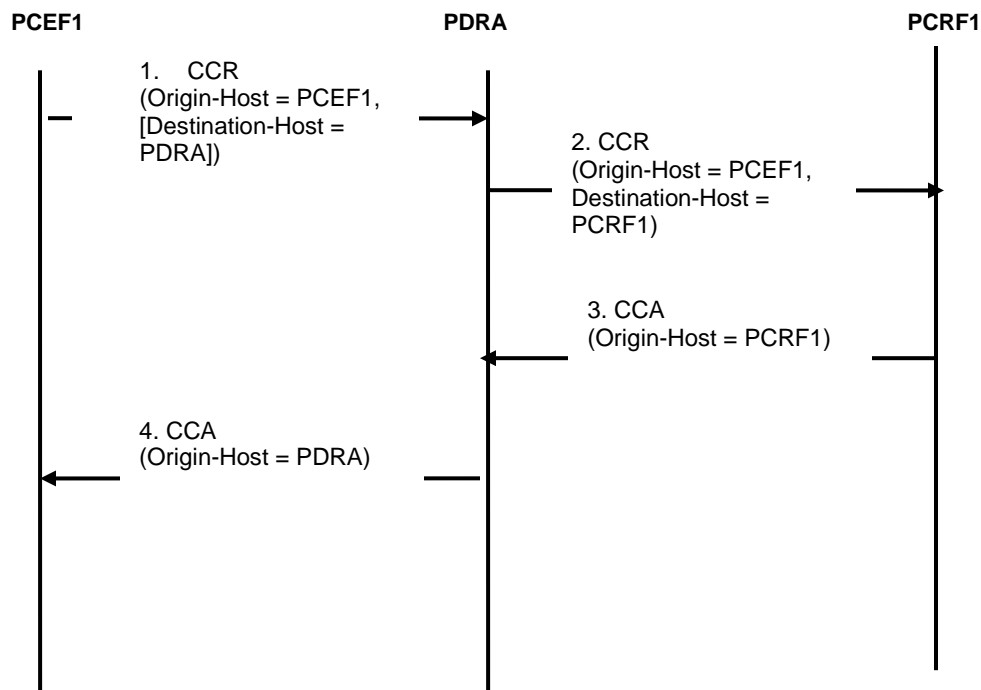 PCEF1
PDRA
PCRF1
1. CCR
(Origin-Host = PCEF1,
[Destination-Host =
PDRA])
2. CCR
(Origin-Host = PCEF1,
Destination-Host =
PCRF1)
3. CCA
(Origin-Host = PCRF1)
4. CCA
(Origin-Host = PDRA)